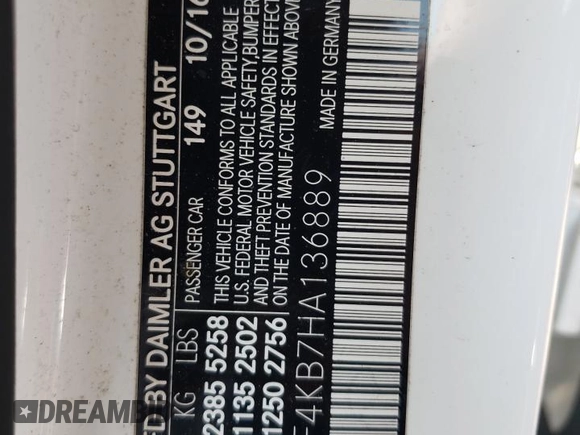 ED BY DAIMLER AG STUTTGART
KG LBS PASSENGER CAR 149 10/16
2385 5258
1135 2502
1250 2756
THIS VEHICLE CONFORMS TO ALL APPLICABLE
U.S. FEDERAL MOTOR VEHICLE SAFETY, BUMPER,
AND THEFT PREVENTION STANDARDS IN EFFECT
ON THE DATE OF MANUFACTURE SHOWN ABOVE
4KB7HA136889
MADE IN GERMANY
DREAMBI